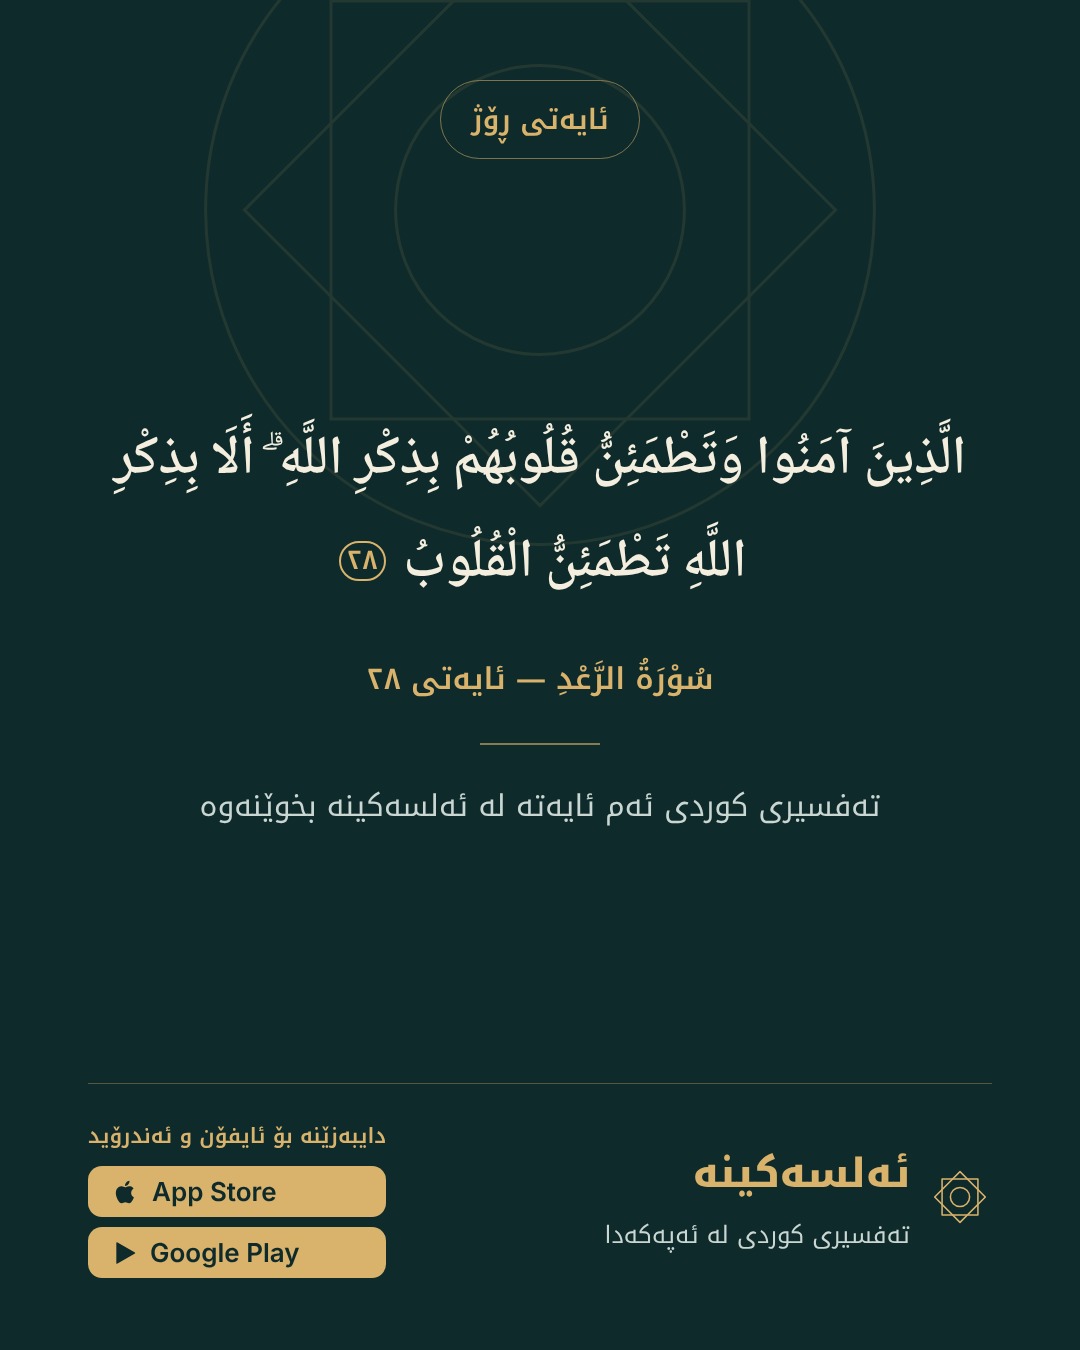 ئایەتی ڕۆژ
الَّذِينَ آمَنُوا وَتَطْمَئِنُّ قُلُوبُهُمْ بِذِكْرِ اللَّهِ ۗ أَلَا بِذِكْرِ
اللَّهِ تَطْمَئِنُّ الْقُلُوبُ ٢٨
سُوْرَةُ الرَّعْدِ — ئایەتی ٢٨
تەفسیری کوردی ئەم ئایەتە لە ئەلسەکینە بخوێنەوە
ئەلسەکینە
تەفسیری کوردی لە ئەپەکەدا
دایبەزێنە بۆ ئایفۆن و ئەندرۆید
App Store
Google Play